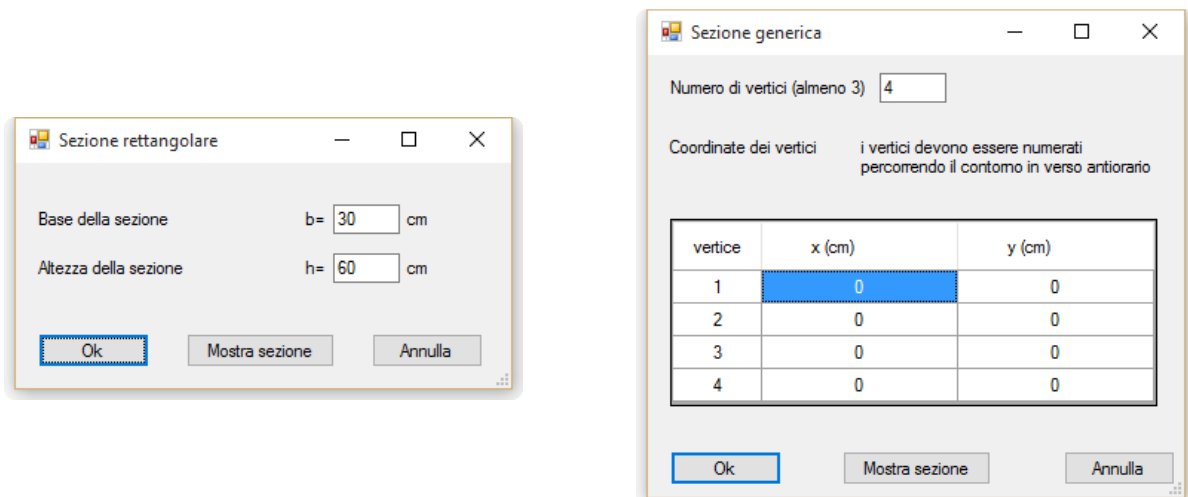 Sezione rettangolare
Base della sezione b= 30 cm
Altezza della sezione h= 60 cm
Ok Mostra sezione Annulla
Sezione generica
Numero di vertici (almeno 3) 4
Coordinate dei vertici i vertici devono essere numerati
percorrendo il contorno in verso antiorario
vertice x (cm) y (cm)
1 0 0
2 0 0
3 0 0
4 0 0
Ok Mostra sezione Annulla